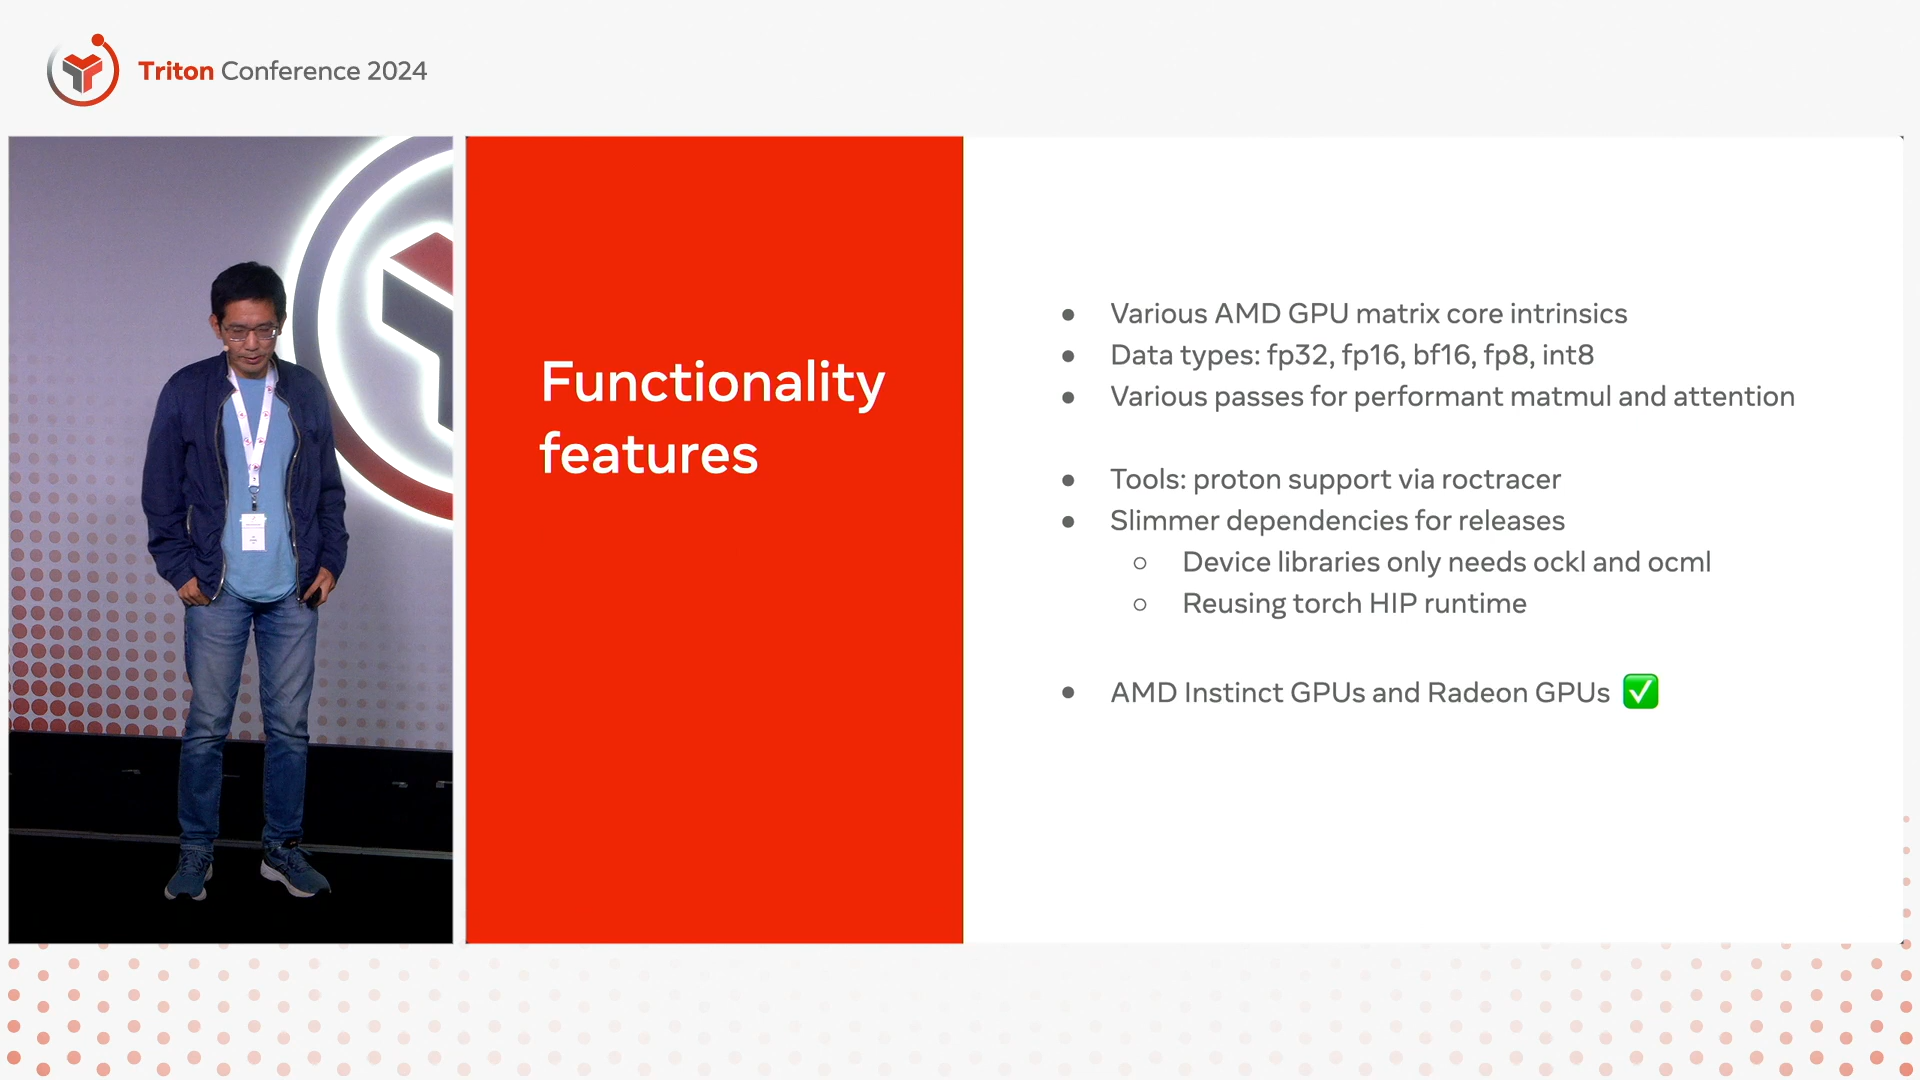 Triton Conference 2024
Functionality
features
● Various AMD GPU matrix core intrinsics
● Data types: fp32, fp16, bf16, fp8, int8
● Various passes for performant matmul and attention
● Tools: proton support via roctracer
● Slimmer dependencies for releases
○ Device libraries only needs ockl and ocml
○ Reusing torch HIP runtime
● AMD Instinct GPUs and Radeon GPUs ✅